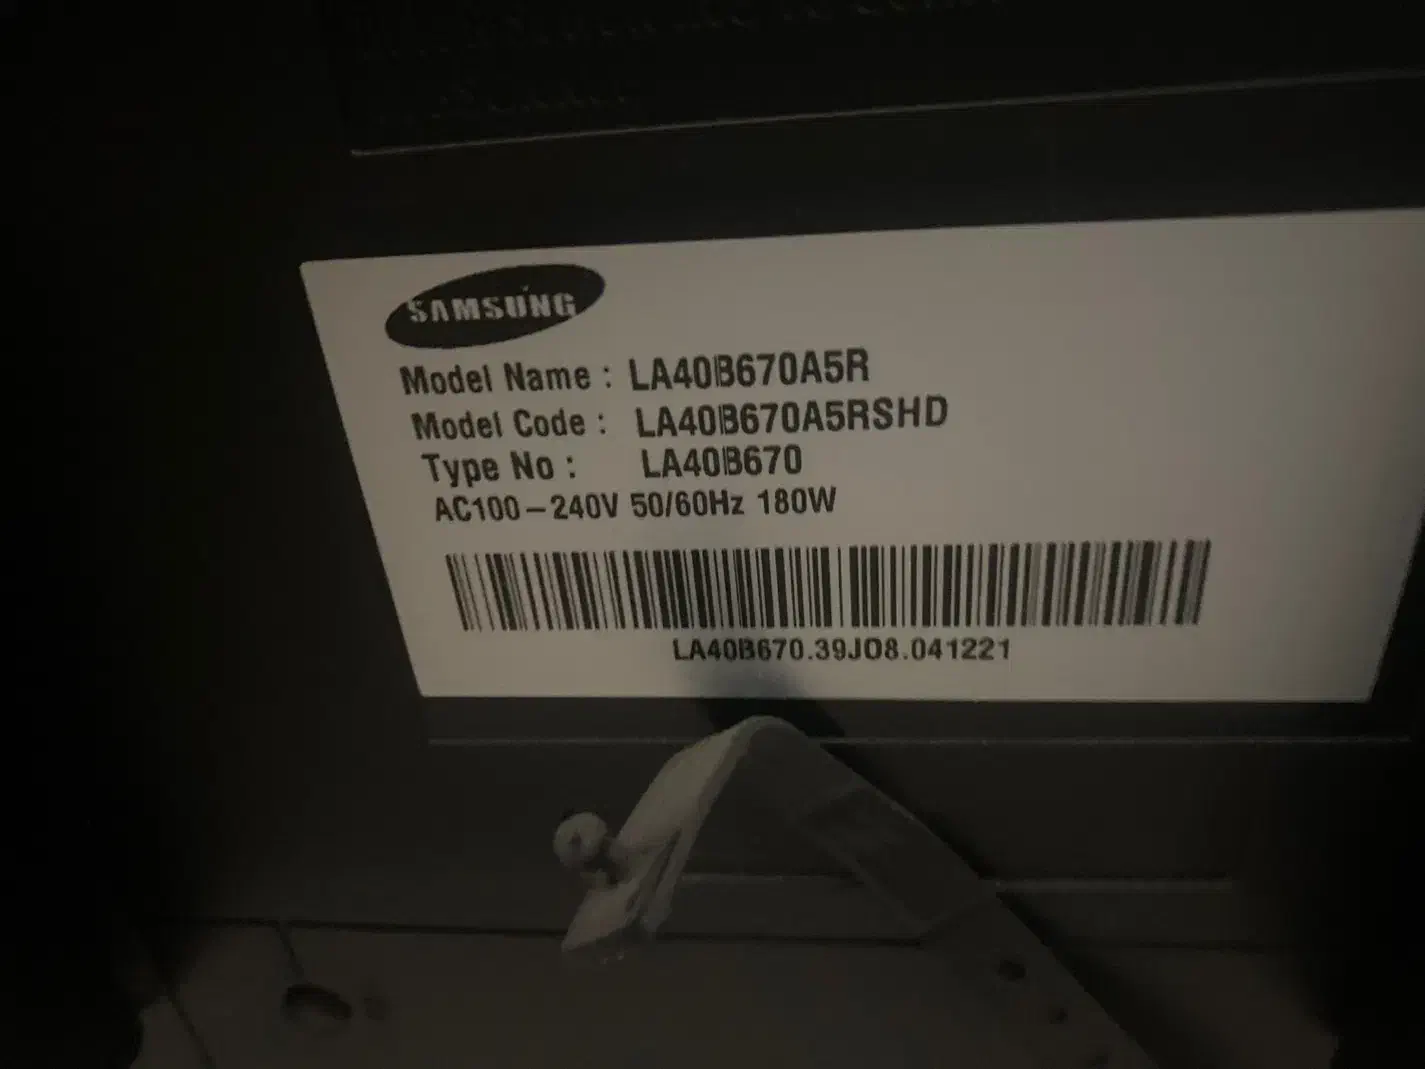 SAMSUNG
Model Name : LA40B670A5R
Model Code : LA40B670A5RSHD
Type No : LA40B670
AC100-240V 50/60Hz 180W
LA40B670.39JO8.041221